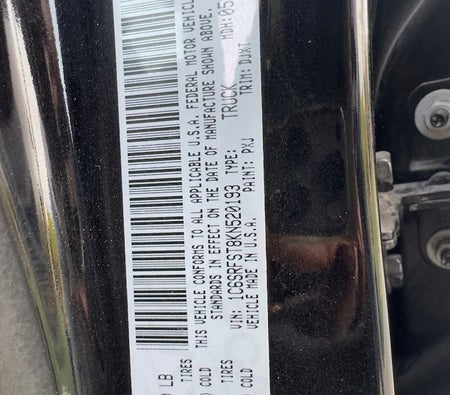 LB
TIRES COLD
THIS VEHICLE CONFORMS TO ALL APPLICABLE U.S.A. FEDERAL MOTOR VEHICLE
STANDARDS IN EFFECT ON THE DATE OF MANUFACTURE SHOWN ABOVE.
VIN: 1C6SRFST8KN520193 TYPE: TRUCK MDH:05
VEHICLE MADE IN U.S.A. PAINT: PXJ TRIM:
TIRES COLD